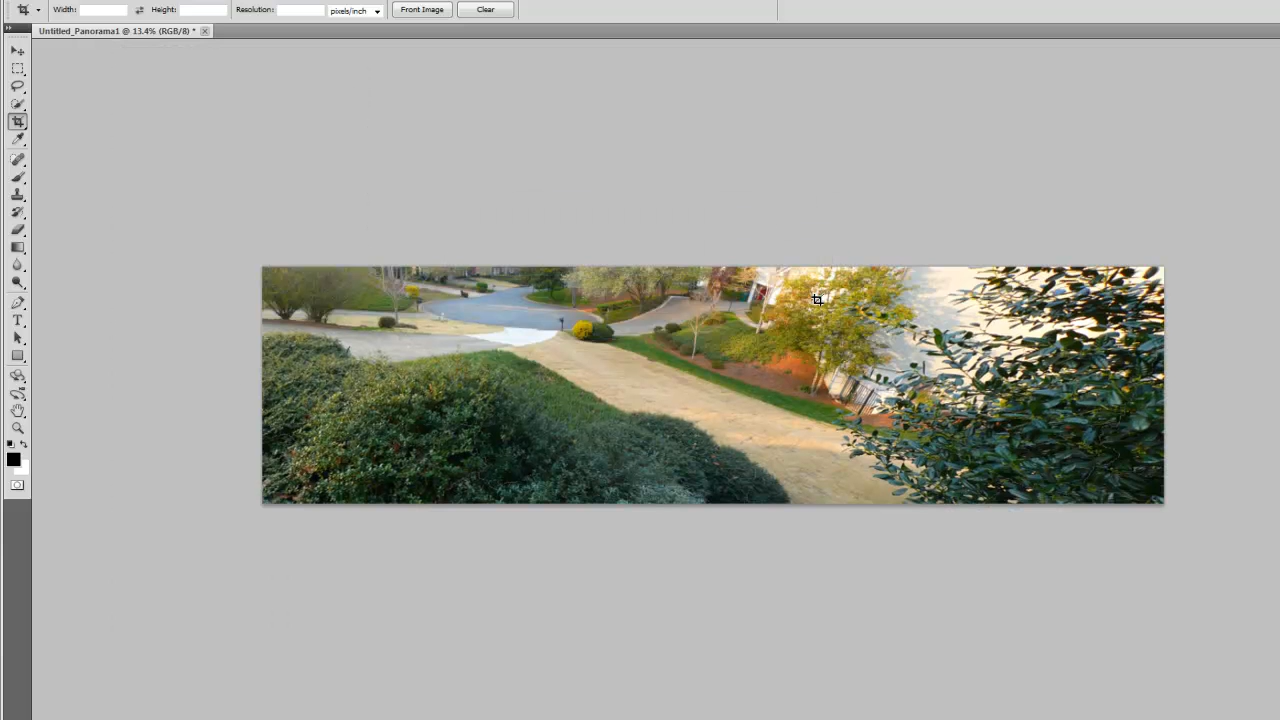 Width: Height: Resolution: pixels/inch Front Image Clear
Untitled_Panorama1 @ 13.4% (RGB/8) *